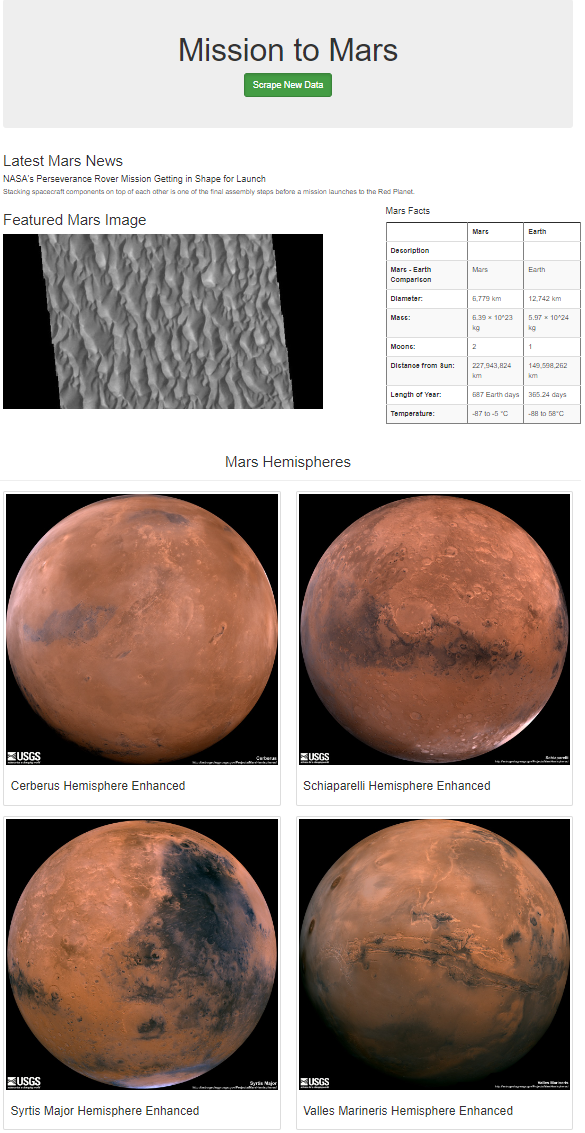 Mission to Mars
Scrape New Data
Latest Mars News
NASA's Perseverance Rover Mission Getting in Shape for Launch
Stacking spacecraft components on top of each other is one of the final assembly steps before a mission launches to the Red Planet.
Featured Mars Image
Mars Facts
Mars Earth
Description
Mars - Earth Comparison Mars Earth
Diameter: 6,779 km 12,742 km
Mass: 6.39 × 10^23 kg 5.97 × 10^24 kg
Moons: 2 1
Distance from Sun: 227,943,824 km 149,598,262 km
Length of Year: 687 Earth days 365.24 days
Temperature: -87 to -5 °C -88 to 58°C
Mars Hemispheres
USGS
Cerberus
Cerberus Hemisphere Enhanced
USGS
Schiaparelli
Schiaparelli Hemisphere Enhanced
USGS
Syrtis Major
Syrtis Major Hemisphere Enhanced
USGS
Valles Marineris
Valles Marineris Hemisphere Enhanced